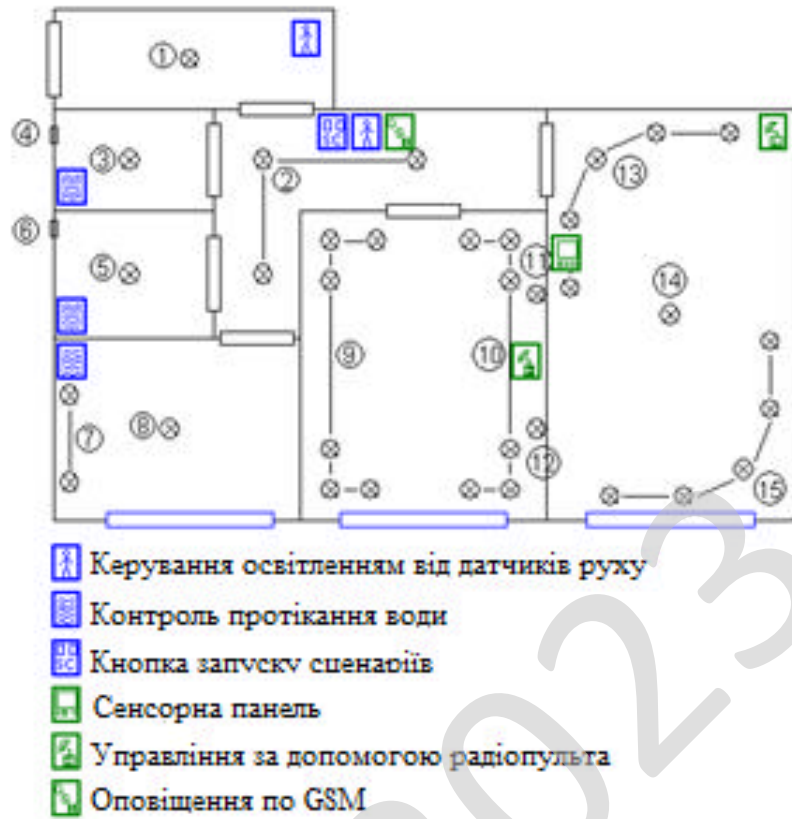 ①
④
③
②
⑬
⑥
⑤
⑪
⑭
⑨
⑩
⑧
⑦
⑫
⑮
Керування освітленням від датчиків руху
Контроль протікання води
Кнопка запуску сценаріїв
Сенсорна панель
Управління за допомогою радіопульта
Оповіщення по GSM
2023